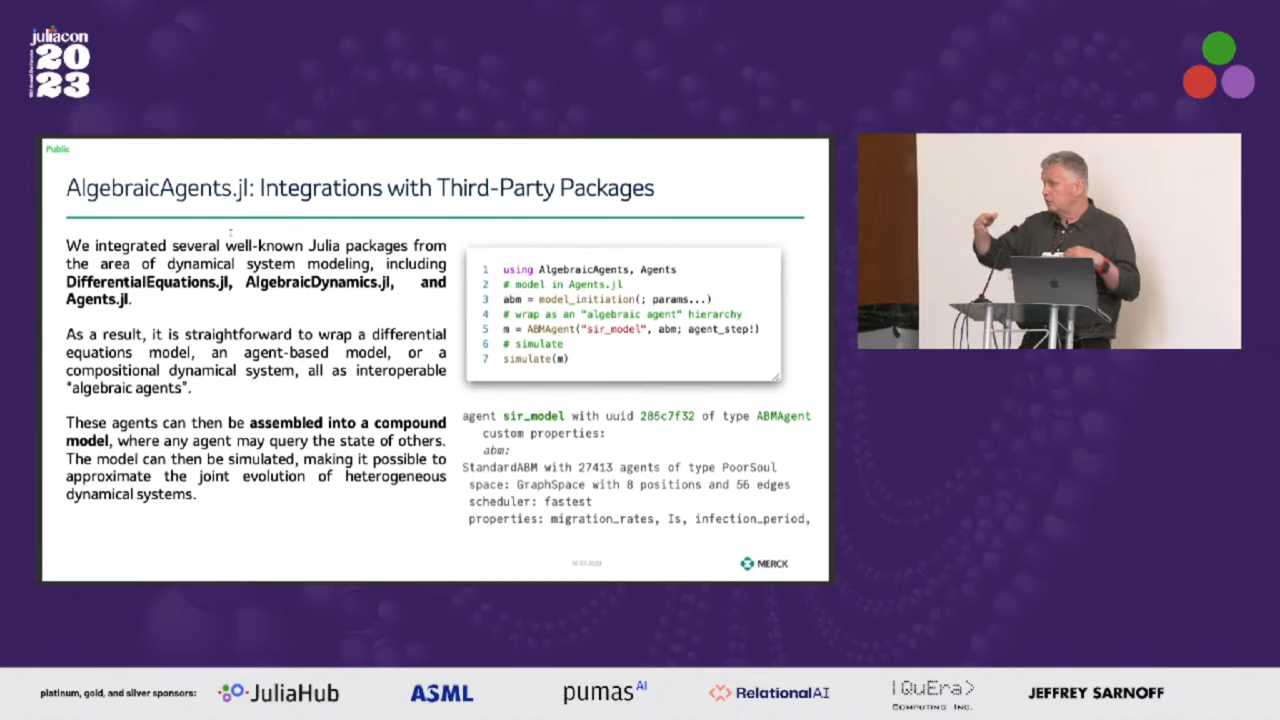 juliacon
20
23
Public
AlgebraicAgents.jl: Integrations with Third-Party Packages
We integrated several well-known Julia packages from
the area of dynamical system modeling, including
DifferentialEquations.jl, AlgebraicDynamics.jl, and
Agents.jl.
As a result, it is straightforward to wrap a differential
equations model, an agent-based model, or a
compositional dynamical system, all as interoperable
“algebraic agents”.
These agents can then be assembled into a compound
model, where any agent may query the state of others.
The model can then be simulated, making it possible to
approximate the joint evolution of heterogeneous
dynamical systems.
1 using AlgebraicAgents, Agents
2 # model in Agents.jl
3 abm = model_initiation(; params...)
4 # wrap as an "algebraic agent" hierarchy
5 m = ABMAgent("sir_model", abm; agent_step!)
6 # simulate
7 simulate(m)
agent sir_model with uuid 285c7f32 of type ABMAgent
custom properties:
abm:
StandardABM with 27413 agents of type PoorSoul
space: GraphSpace with 8 positions and 56 edges
scheduler: fastest
properties: migration_rates, Is, infection_period,
MERCK
platinum, gold, and silver sponsors:
JuliaHub
ASML
pumas AI
RelationalAI
|QuEra>
COMPUTING INC.
JEFFREY SARNOFF